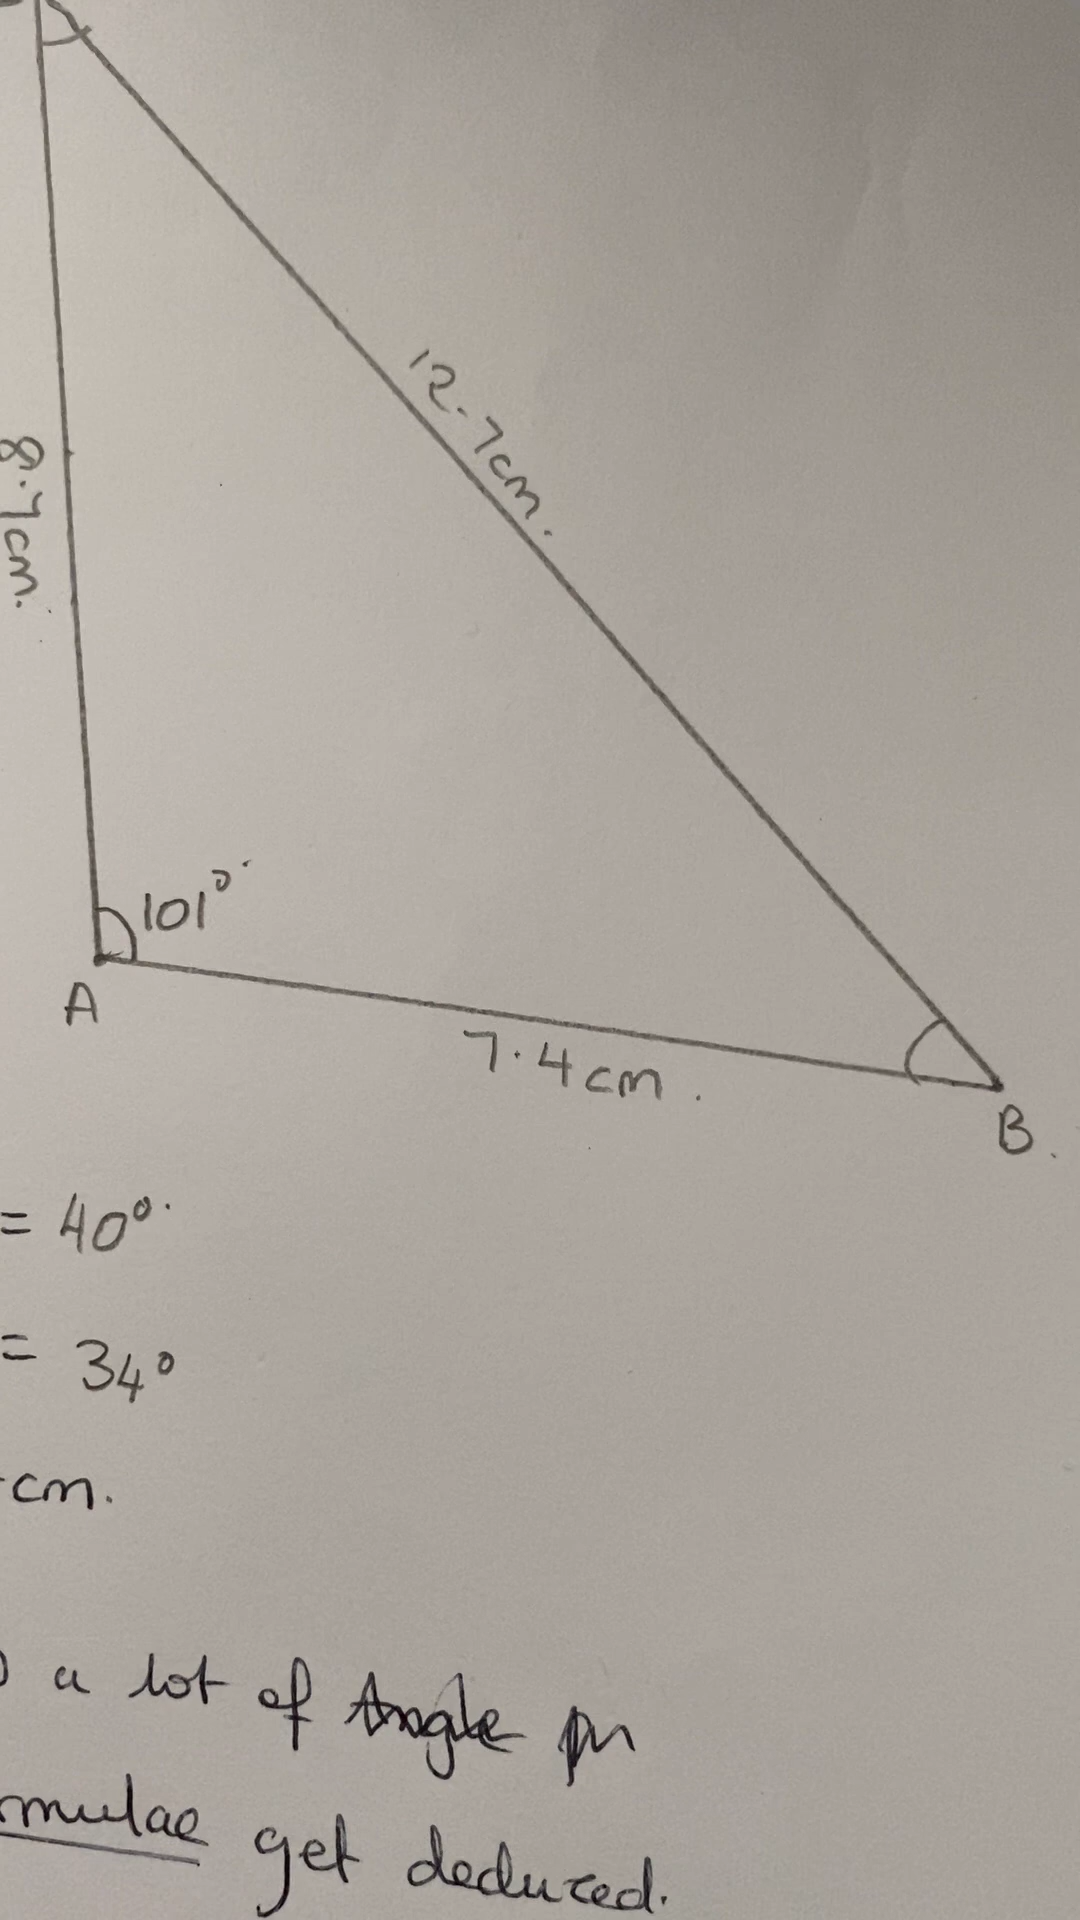 12.7cm.
8.7cm.
101°
A
7.4cm.
B.
= 40°
= 34°
cm.
a lot of Angle
mulae get deduced.